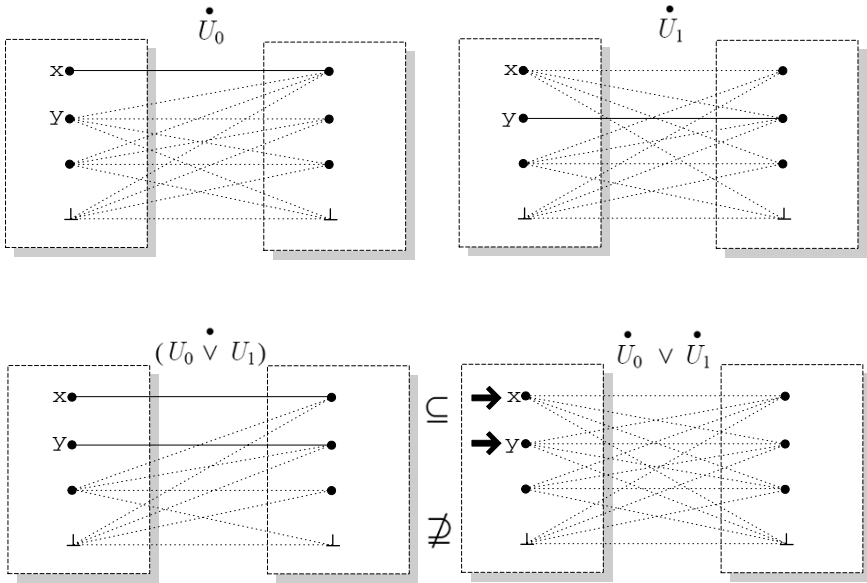 U̇₀
U̇₁
x
y
⊥ ⊥
x
y
⊥ ⊥
(U₀ ∨̇ U₁)
U̇₀ ∨ U̇₁
x
y
⊥ ⊥
⊆
⊉
x
y
⊥ ⊥